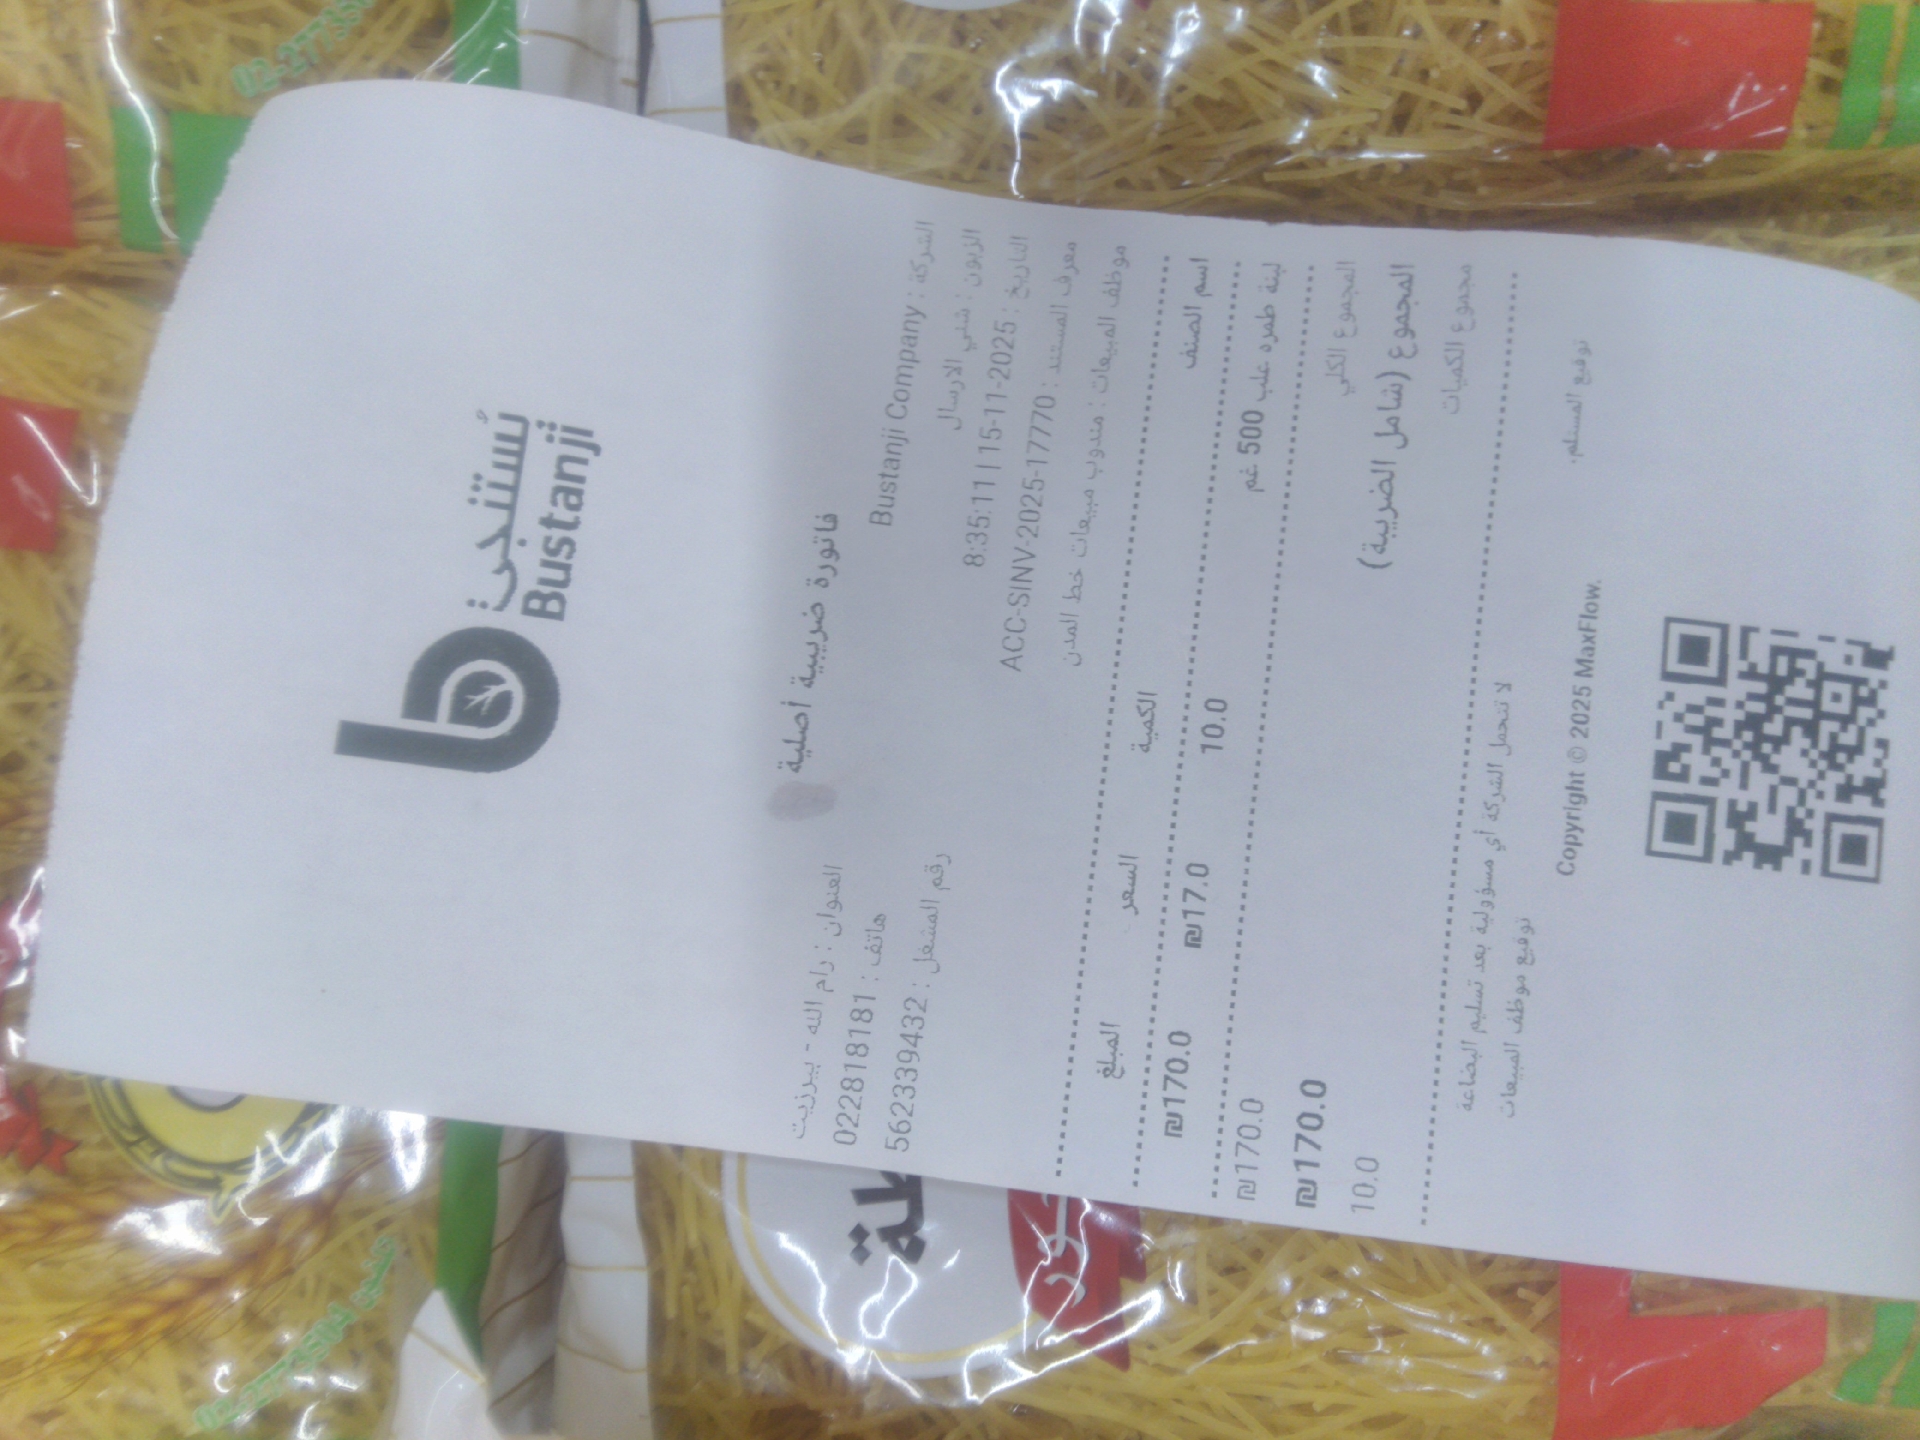 بُستنجي
Bustanji
فاتورة ضريبية أصلية
العنوان : رام الله - بيرزيت
الشركة : Bustanji Company
هاتف : 022818181
الزبون : شلبي الارسال
رقم المشغل : 562339432
التاريخ : 2025-11-15 | 8:35:11
معرف المستند : ACC-SINV-2025-17770
موظف المبيعات : مندوب مبيعات خط المدن
اسم الصنف الكمية السعر المبلغ
لبنة طمره علب 500 غم 10.0 ₪17.0 ₪170.0
المجموع الكلي ₪170.0
المجموع (شامل الضريبة) ₪170.0
مجموع الكميات 10.0
لا تتحمل الشركة أي مسؤولية بعد تسليم البضاعة
توقيع المستلم. توقيع موظف المبيعات
Copyright © 2025 MaxFlow.